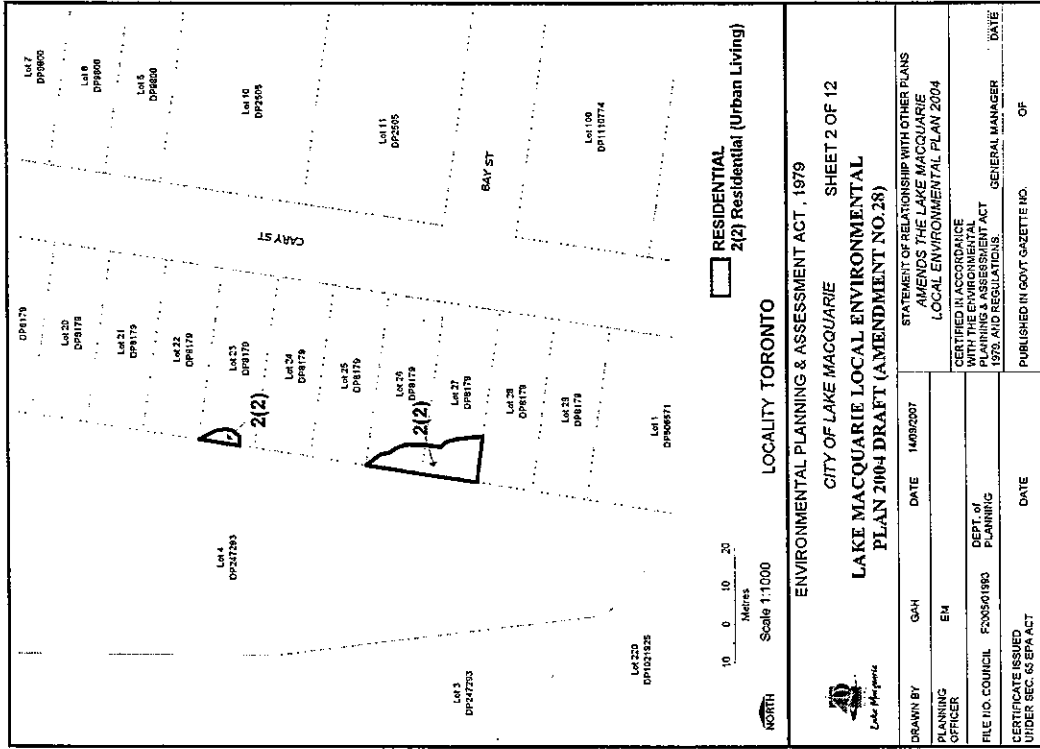 Lot 7
DP9800
Lot 6
DP9800
Lot 5
DP9800
Lot 10
DP2505
Lot 11
DP2505
BAY ST
Lot 100
DP1110774
CARY ST
DP8179
Lot 20
DP8179
Lot 21
DP8179
Lot 22
DP8179
Lot 23
DP8179
Lot 24
DP8179
Lot 25
DP8179
Lot 26
DP8179
Lot 27
DP8179
Lot 28
DP8179
Lot 29
DP8179
Lot 1
DP506571
2(2)
2(2)
Lot 4
DP247293
Lot 3
DP247293
Lot 220
DP1021925
RESIDENTIAL
2(2) Residential (Urban Living)
10 0 10 20
Metres
NORTH
Scale 1:1000
LOCALITY TORONTO
ENVIRONMENTAL PLANNING & ASSESSMENT ACT , 1979
Lake Macquarie
CITY OF LAKE MACQUARIE
SHEET 2 OF 12
LAKE MACQUARIE LOCAL ENVIRONMENTAL
PLAN 2004 DRAFT (AMENDMENT NO.28)
DRAWN BY GAH DATE 14/09/2007
PLANNING
OFFICER EM
FILE NO. COUNCIL F2005/01993 DEPT. of
PLANNING
CERTIFICATE ISSUED
UNDER SEC. 65 EPA ACT DATE
STATEMENT OF RELATIONSHIP WITH OTHER PLANS
AMENDS THE LAKE MACQUARIE
LOCAL ENVIRONMENTAL PLAN 2004
CERTIFIED IN ACCORDANCE
WITH THE ENVIRONMENTAL
PLANNING & ASSESSMENT ACT
1979, AND REGULATIONS. GENERAL MANAGER DATE
PUBLISHED IN GOVT GAZETTE NO. OF